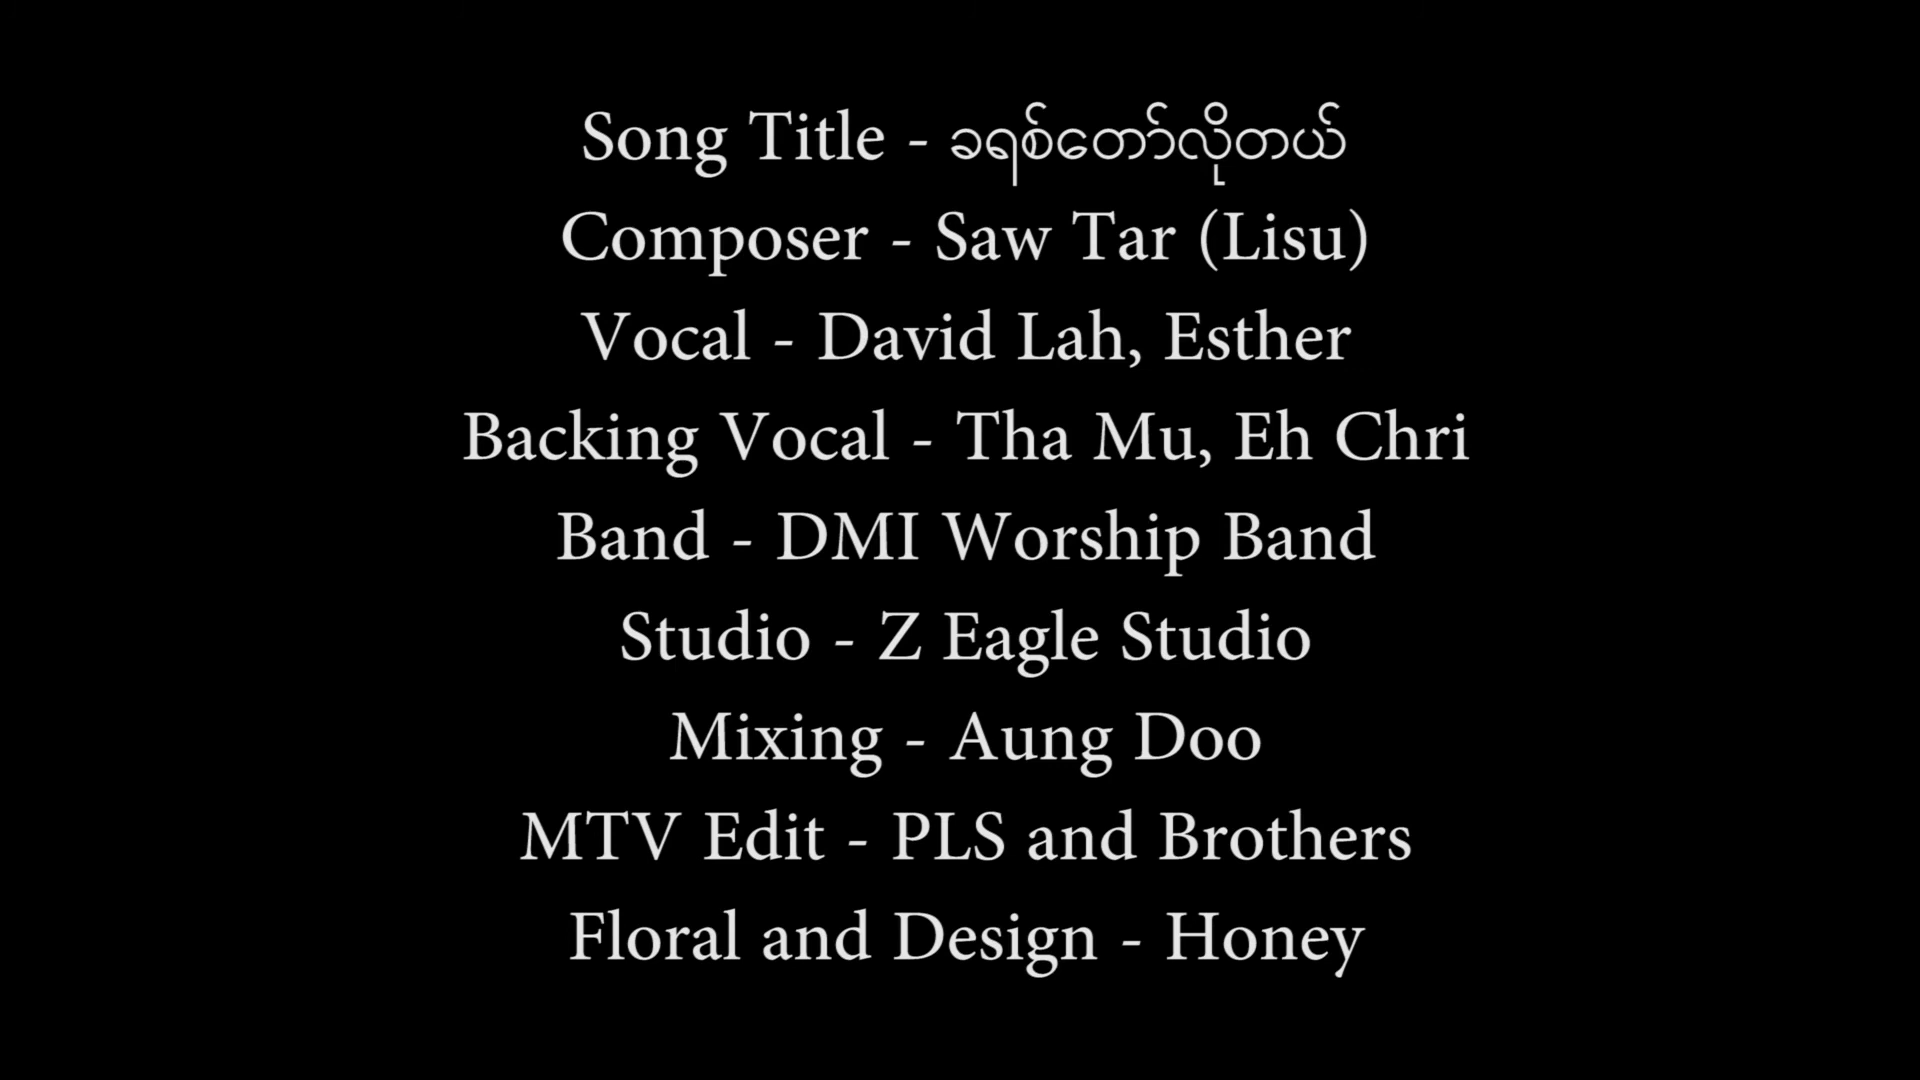 Song Title - ခရစ်တော်လိုတယ်
Composer - Saw Tar (Lisu)
Vocal - David Lah, Esther
Backing Vocal - Tha Mu, Eh Chri
Band - DMI Worship Band
Studio - Z Eagle Studio
Mixing - Aung Doo
MTV Edit - PLS and Brothers
Floral and Design - Honey